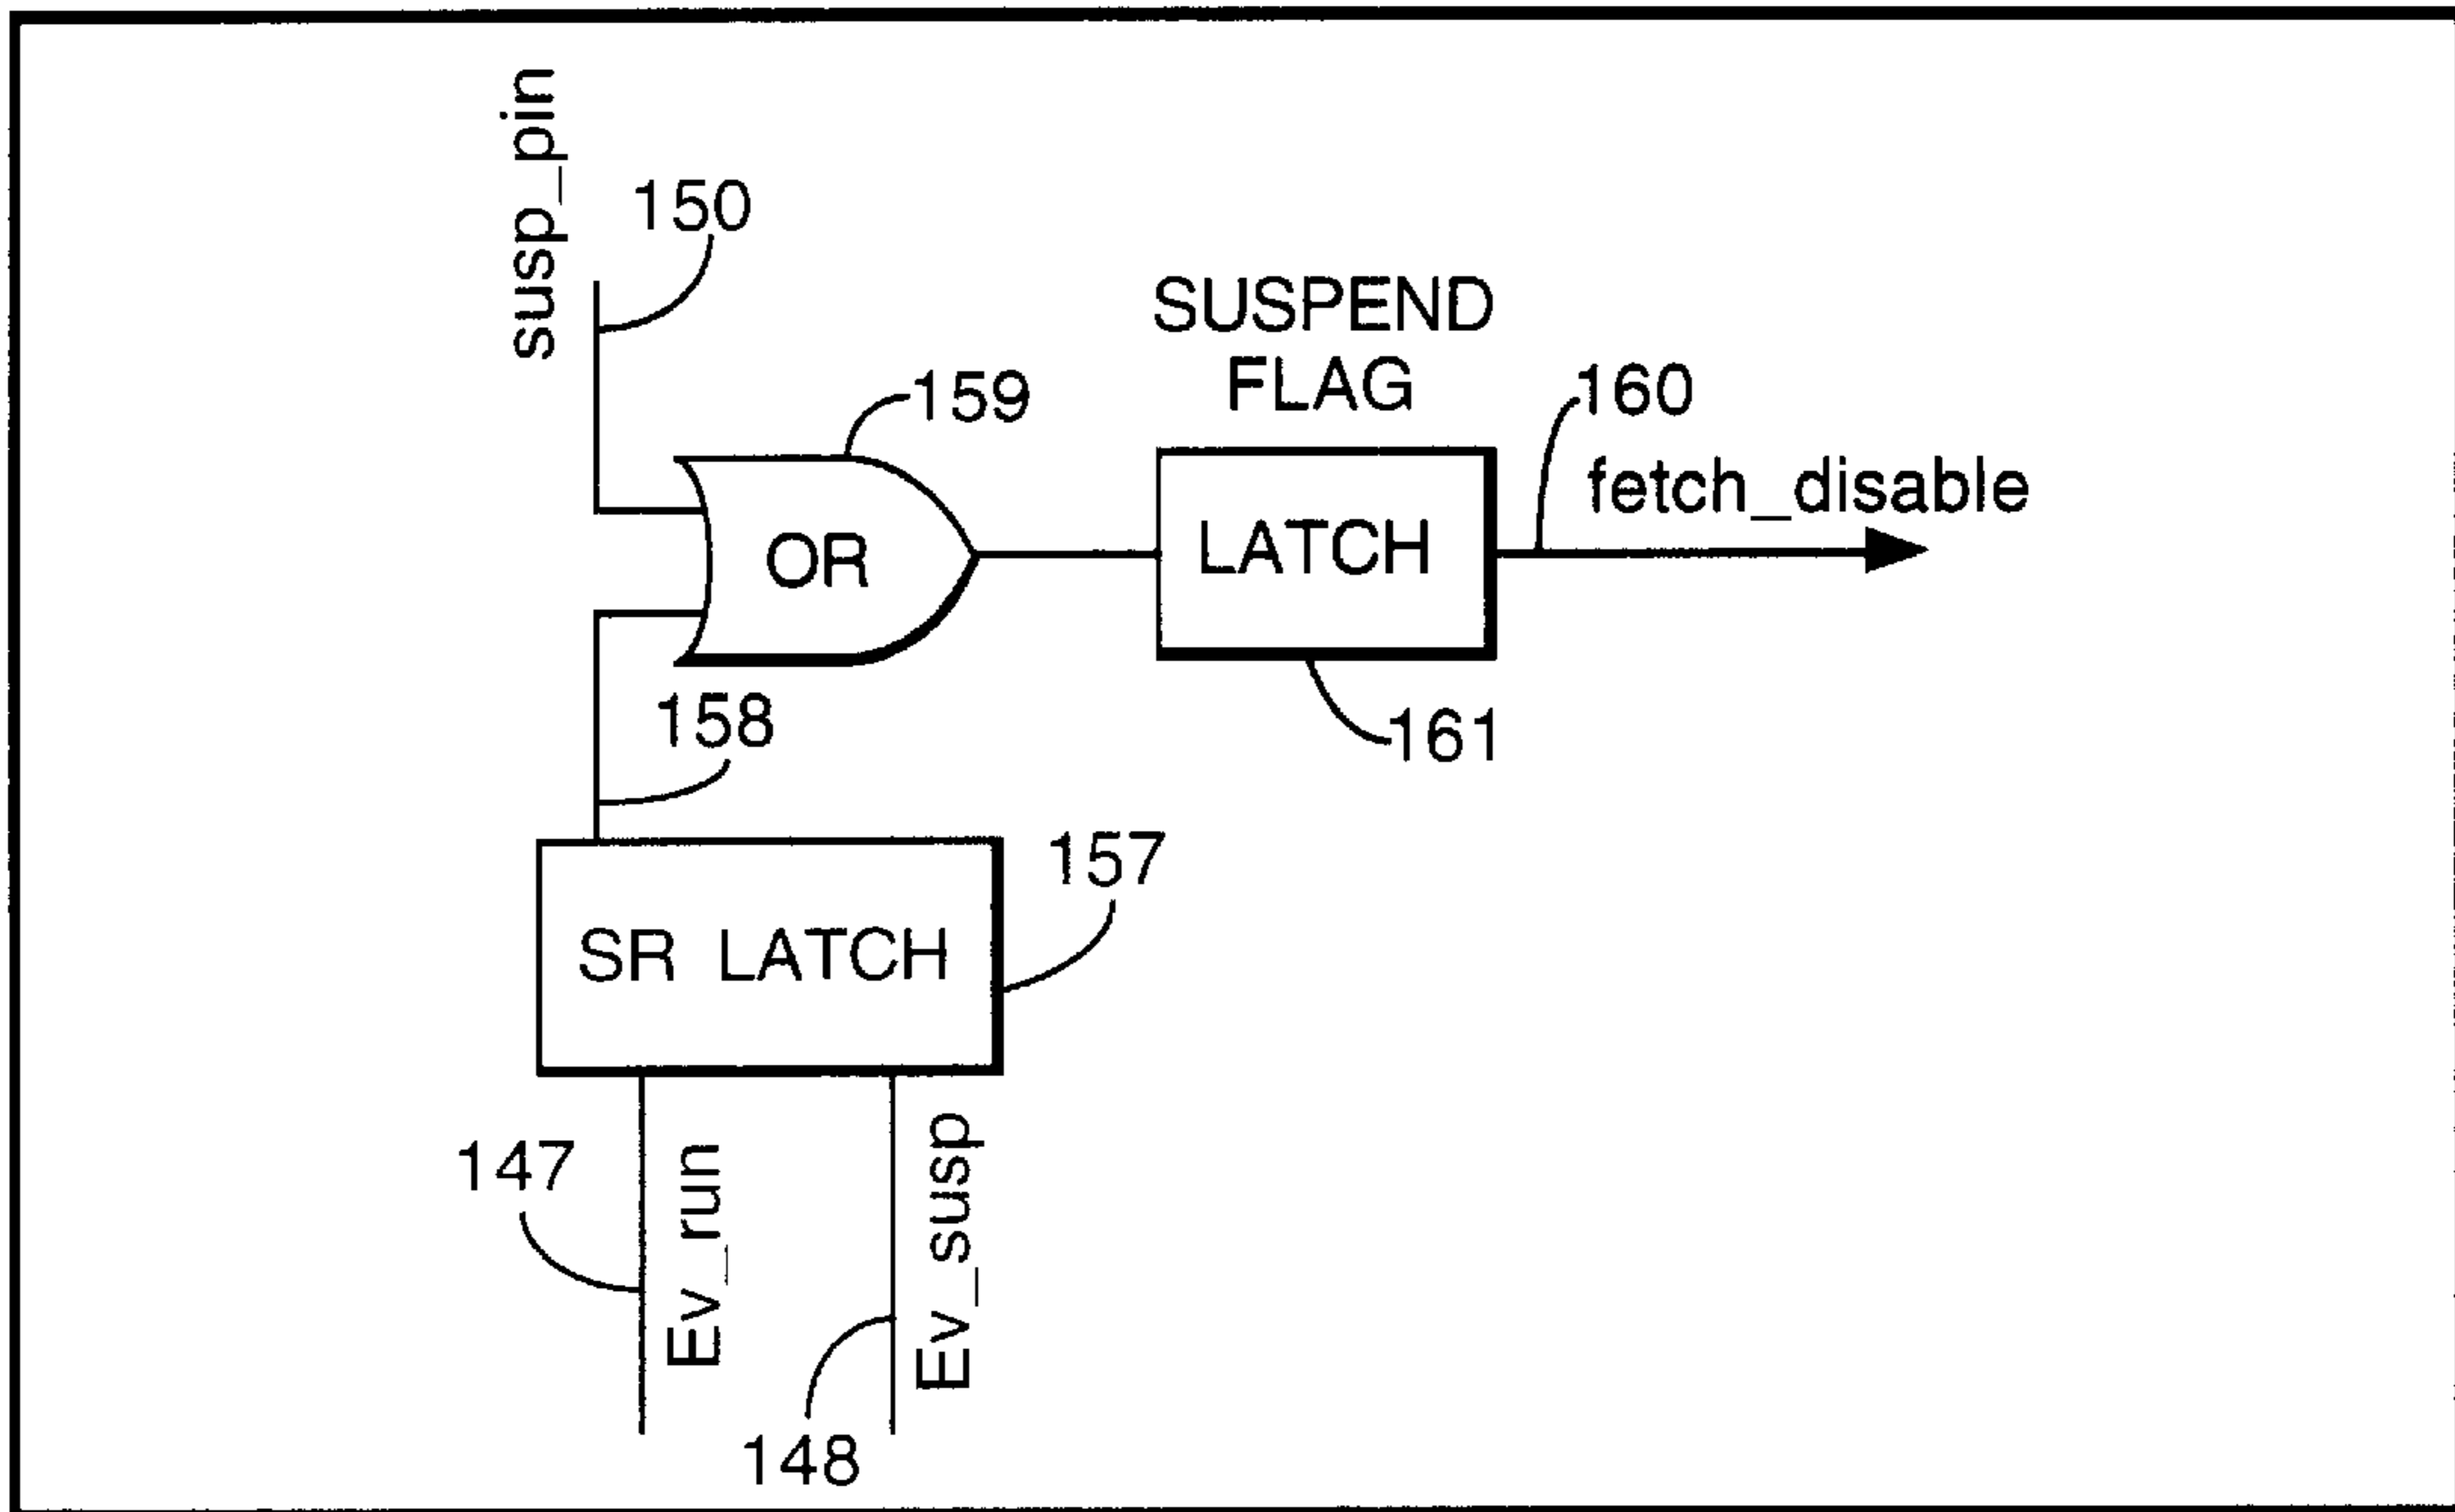 susp_pin
150
SUSPEND
FLAG
159
160
fetch_disable
OR
LATCH
158
161
157
SR LATCH
147
Ev_run
Ev_susp
148